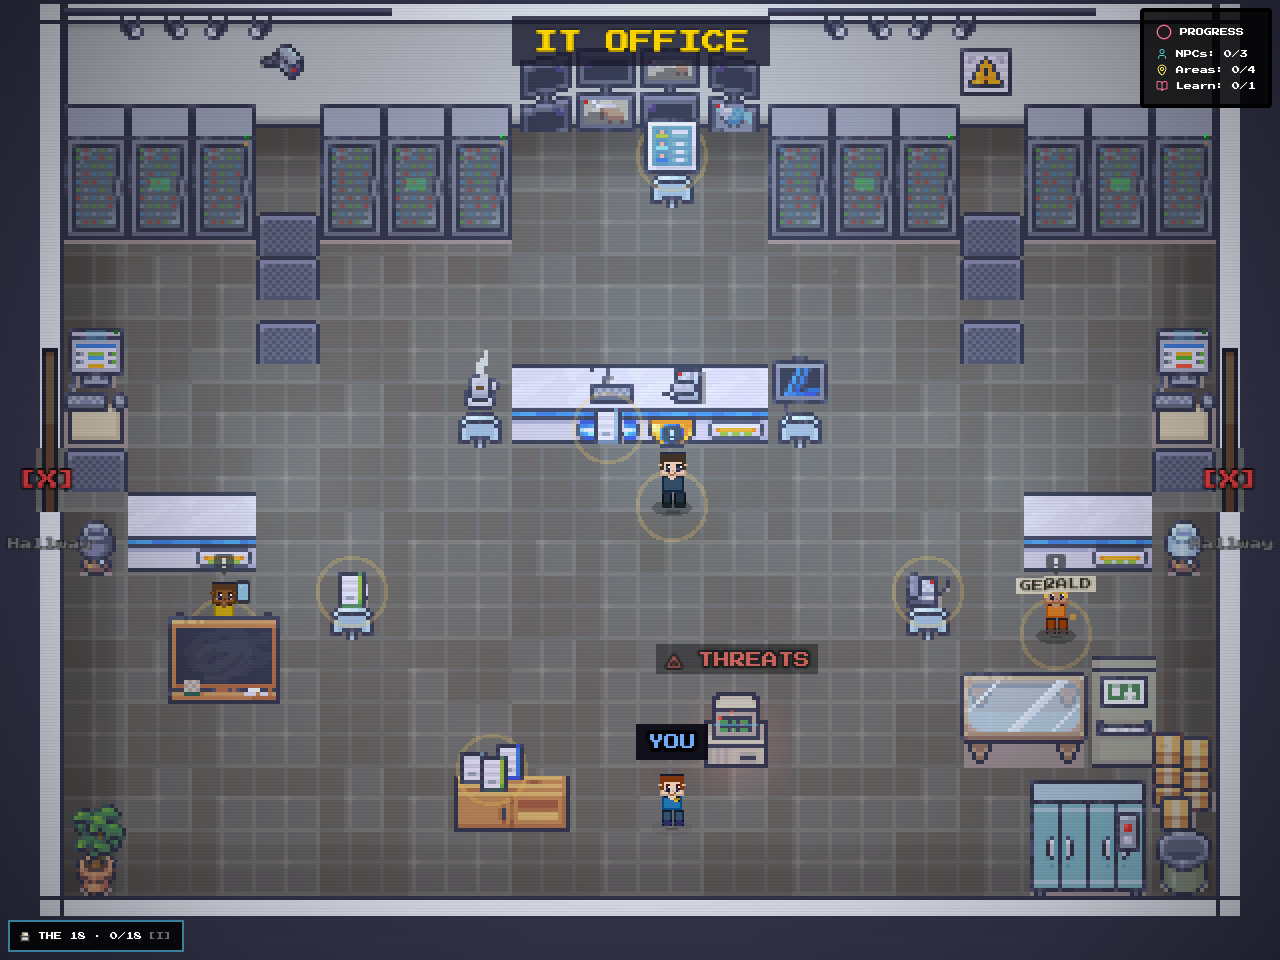 IT OFFICE
PROGRESS
NPCs: 0/3
Areas: 0/4
Learn: 0/1
[X]
[X]
Hallway
Hallway
!
!
!
GERALD
⚠ THREATS
YOU
THE 18 · 0/18 [I]